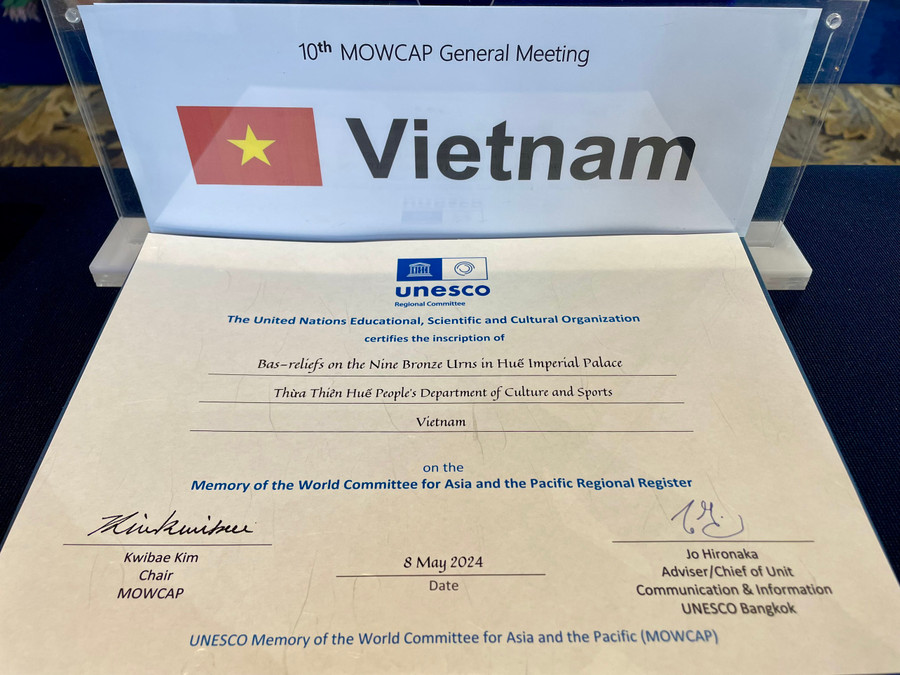 10th MOWCAP General Meeting
Vietnam
unesco
Regional Committee
The United Nations Educational, Scientific and Cultural Organization
certifies the inscription of
Bas-reliefs on the Nine Bronze Urns in Huế Imperial Palace
Thừa Thiên Huế People's Department of Culture and Sports
Vietnam
on the
Memory of the World Committee for Asia and the Pacific Regional Register
Kwibae Kim
Chair
MOWCAP
8 May 2024
Date
Jo Hironaka
Adviser/Chief of Unit
Communication & Information
UNESCO Bangkok
UNESCO Memory of the World Committee for Asia and the Pacific (MOWCAP)